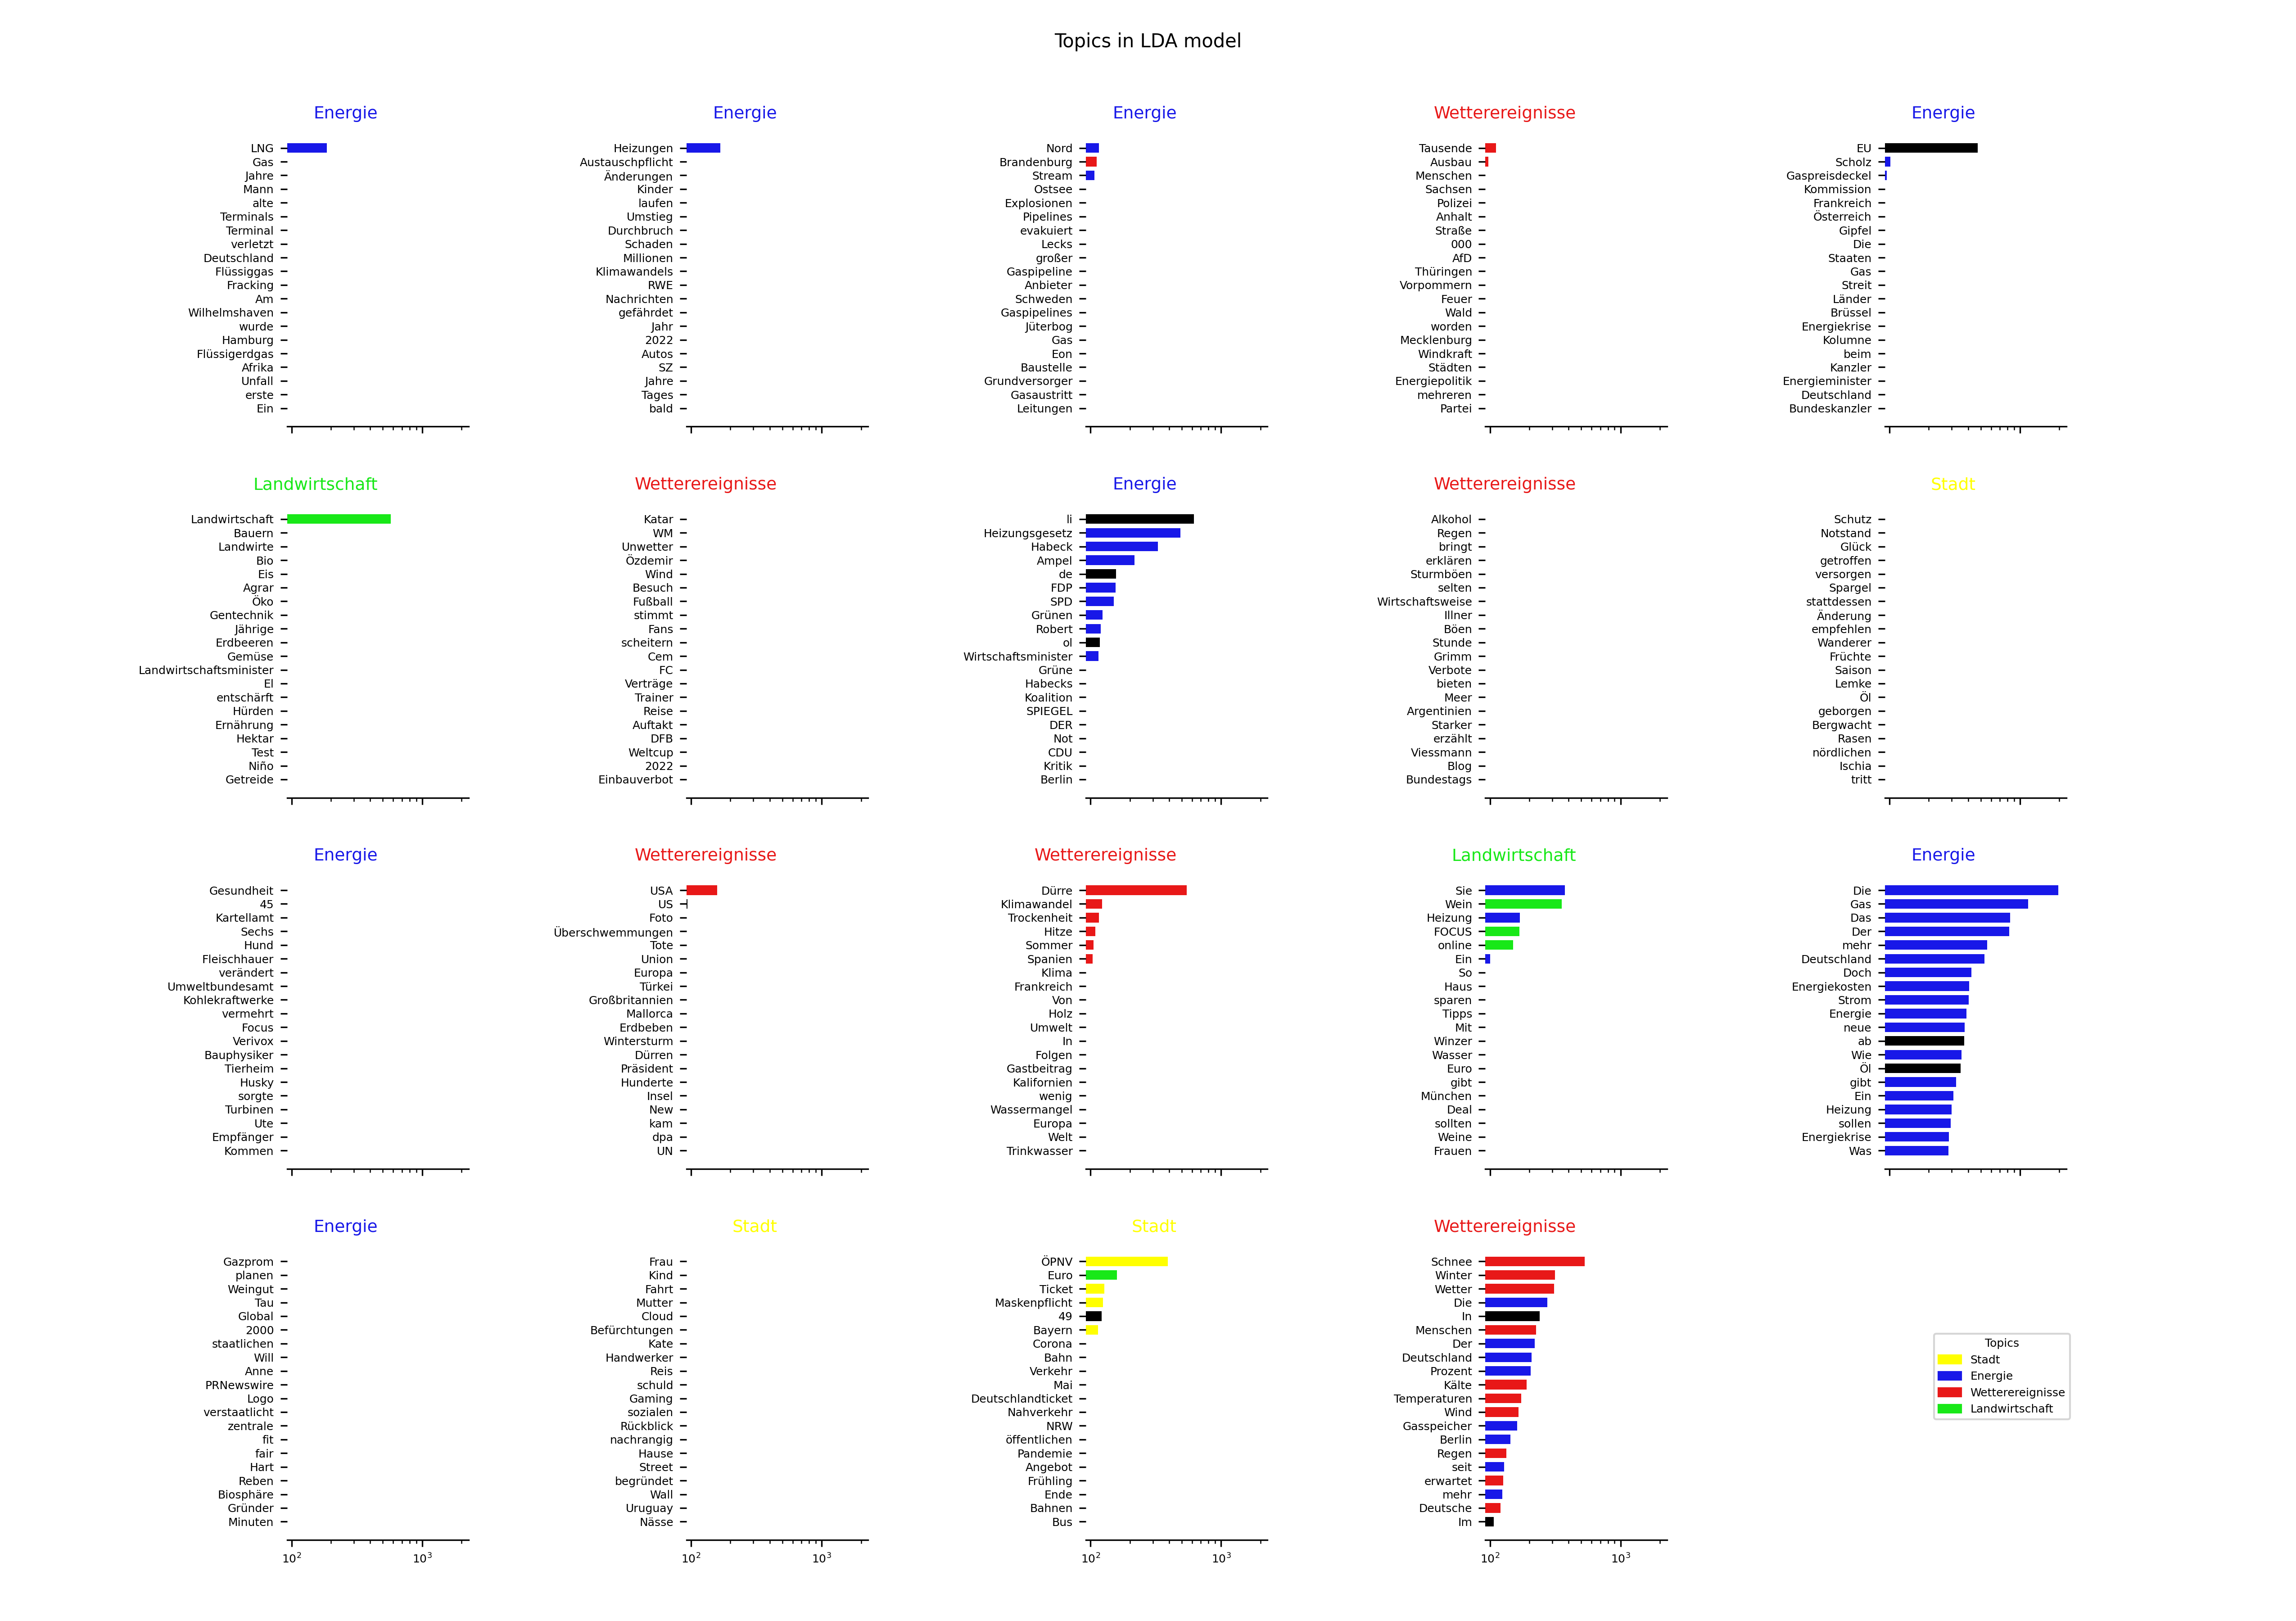 Topics in LDA model
Energie
LNG
Gas
Jahre
Mann
alte
Terminals
Terminal
verletzt
Deutschland
Flüssiggas
Fracking
Am
Wilhelmshaven
wurde
Hamburg
Flüssigerdgas
Afrika
Unfall
erste
Ein
Energie
Heizungen
Austauschpflicht
Änderungen
Kinder
laufen
Umstieg
Durchbruch
Schaden
Millionen
Klimawandels
RWE
Nachrichten
gefährdet
Jahr
2022
Autos
SZ
Jahre
Tages
bald
Energie
Nord
Brandenburg
Stream
Ostsee
Explosionen
Pipelines
evakuiert
Lecks
großer
Gaspipeline
Anbieter
Schweden
Gaspipelines
Jüterbog
Gas
Eon
Baustelle
Grundversorger
Gasaustritt
Leitungen
Wetterereignisse
Tausende
Ausbau
Menschen
Sachsen
Polizei
Anhalt
Straße
000
AfD
Thüringen
Vorpommern
Feuer
Wald
worden
Mecklenburg
Windkraft
Städten
Energiepolitik
mehreren
Partei
Energie
EU
Scholz
Gaspreisdeckel
Kommission
Frankreich
Österreich
Gipfel
Die
Staaten
Gas
Streit
Länder
Brüssel
Energiekrise
Kolumne
beim
Kanzler
Energieminister
Deutschland
Bundeskanzler
Landwirtschaft
Landwirtschaft
Bauern
Landwirte
Bio
Eis
Agrar
Öko
Gentechnik
Jährige
Erdbeeren
Gemüse
Landwirtschaftsminister
El
entschärft
Hürden
Ernährung
Hektar
Test
Niño
Getreide
Wetterereignisse
Katar
WM
Unwetter
Özdemir
Wind
Besuch
Fußball
stimmt
Fans
scheitern
Cem
FC
Verträge
Trainer
Reise
Auftakt
DFB
Weltcup
2022
Einbauverbot
Energie
li
Heizungsgesetz
Habeck
Ampel
de
FDP
SPD
Grünen
Robert
ol
Wirtschaftsminister
Grüne
Habecks
Koalition
SPIEGEL
DER
Not
CDU
Kritik
Berlin
Wetterereignisse
Alkohol
Regen
bringt
erklären
Sturmböen
selten
Wirtschaftsweise
Illner
Böen
Stunde
Grimm
Verbote
bieten
Meer
Argentinien
Starker
erzählt
Viessmann
Blog
Bundestags
Stadt
Schutz
Notstand
Glück
getroffen
versorgen
Spargel
stattdessen
Änderung
empfehlen
Wanderer
Früchte
Saison
Lemke
Öl
geborgen
Bergwacht
Rasen
nördlichen
Ischia
tritt
Energie
Gesundheit
45
Kartellamt
Sechs
Hund
Fleischhauer
verändert
Umweltbundesamt
Kohlekraftwerke
vermehrt
Focus
Verivox
Bauphysiker
Tierheim
Husky
sorgte
Turbinen
Ute
Empfänger
Kommen
Wetterereignisse
USA
US
Foto
Überschwemmungen
Tote
Union
Europa
Türkei
Großbritannien
Mallorca
Erdbeben
Wintersturm
Dürren
Präsident
Hunderte
Insel
New
kam
dpa
UN
Wetterereignisse
Dürre
Klimawandel
Trockenheit
Hitze
Sommer
Spanien
Klima
Frankreich
Von
Holz
Umwelt
In
Folgen
Gastbeitrag
Kalifornien
wenig
Wassermangel
Europa
Welt
Trinkwasser
Landwirtschaft
Sie
Wein
Heizung
FOCUS
online
Ein
So
Haus
sparen
Tipps
Mit
Winzer
Wasser
Euro
gibt
München
Deal
sollten
Weine
Frauen
Energie
Die
Gas
Das
Der
mehr
Deutschland
Doch
Energiekosten
Strom
Energie
neue
ab
Wie
Öl
gibt
Ein
Heizung
sollen
Energiekrise
Was
Energie
Gazprom
planen
Weingut
Tau
Global
2000
staatlichen
Will
Anne
PRNewswire
Logo
verstaatlicht
zentrale
fit
fair
Hart
Reben
Biosphäre
Gründer
Minuten
10² 10³
Stadt
Frau
Kind
Fahrt
Mutter
Cloud
Befürchtungen
Kate
Handwerker
Reis
schuld
Gaming
sozialen
Rückblick
nachrangig
Hause
Street
begründet
Wall
Uruguay
Nässe
10² 10³
Stadt
ÖPNV
Euro
Ticket
Maskenpflicht
49
Bayern
Corona
Bahn
Verkehr
Mai
Deutschlandticket
Nahverkehr
NRW
öffentlichen
Pandemie
Angebot
Frühling
Ende
Bahnen
Bus
10² 10³
Wetterereignisse
Schnee
Winter
Wetter
Die
In
Menschen
Der
Deutschland
Prozent
Kälte
Temperaturen
Wind
Gasspeicher
Berlin
Regen
seit
erwartet
mehr
Deutsche
Im
10² 10³
Topics
Stadt
Energie
Wetterereignisse
Landwirtschaft